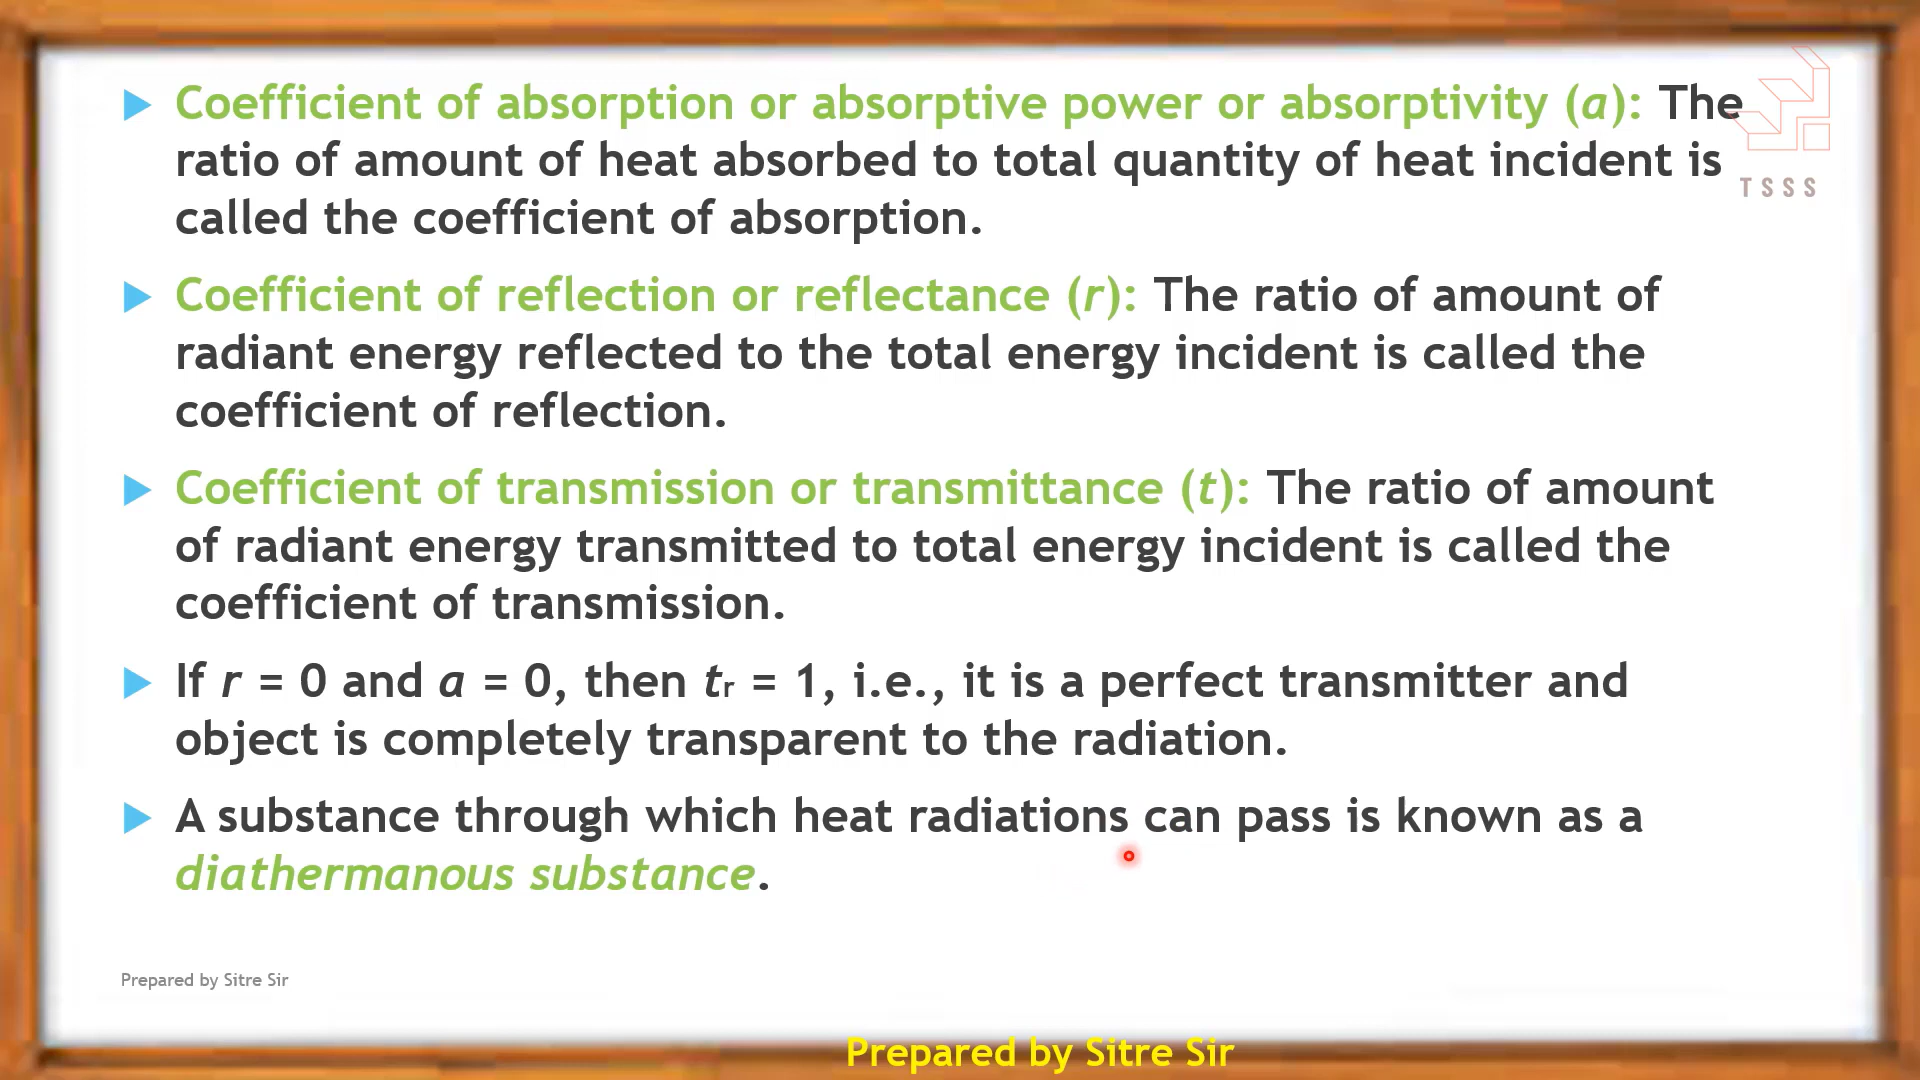 Coefficient of absorption or absorptive power or absorptivity (a): The
ratio of amount of heat absorbed to total quantity of heat incident is
called the coefficient of absorption.
Coefficient of reflection or reflectance (r): The ratio of amount of
radiant energy reflected to the total energy incident is called the
coefficient of reflection.
Coefficient of transmission or transmittance (t): The ratio of amount
of radiant energy transmitted to total energy incident is called the
coefficient of transmission.
If r = 0 and a = 0, then tr = 1, i.e., it is a perfect transmitter and
object is completely transparent to the radiation.
A substance through which heat radiations can pass is known as a
diathermanous substance.
TSSS
Prepared by Sitre Sir
Prepared by Sitre Sir